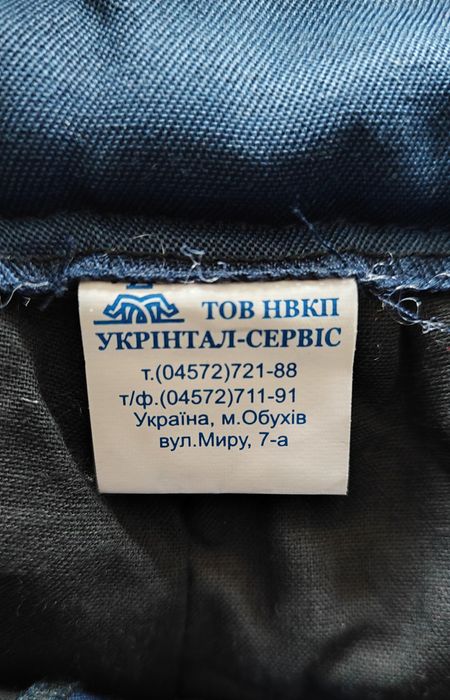 ТОВ НВКП
УКРІНТАЛ-СЕРВІС
т.(04572)721-88
т/ф.(04572)711-91
Україна, м.Обухів
вул.Миру, 7-а